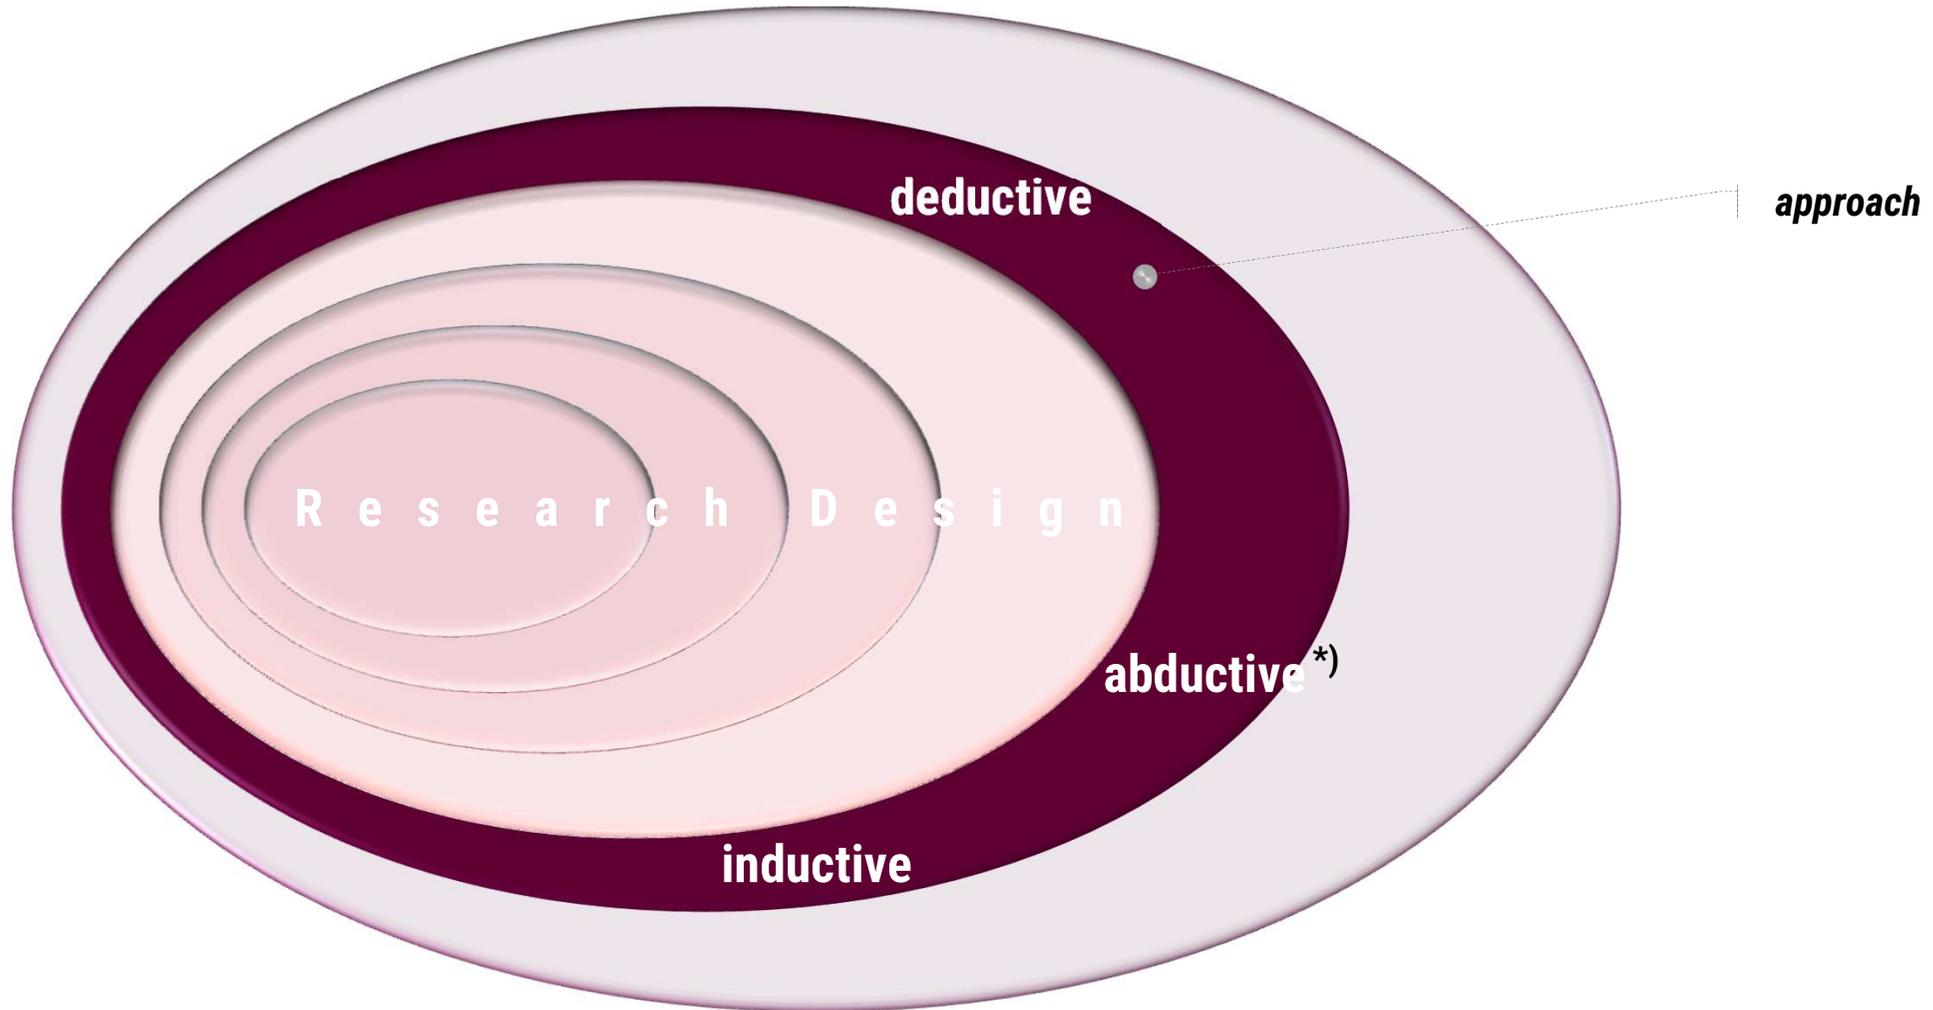 deductive
approach
Research Design
abductive *)
inductive